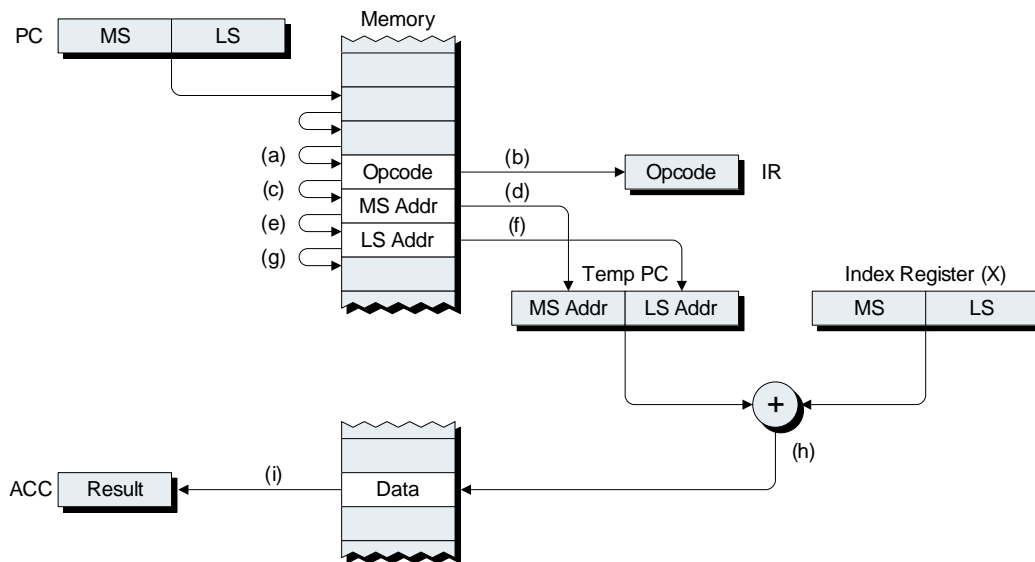 Memory
PC MS LS
(a) Opcode (b) Opcode IR
(c) MS Addr (d)
(e) LS Addr (f)
(g)
Temp PC Index Register (X)
MS Addr LS Addr MS LS
+
(h)
ACC Result (i) Data